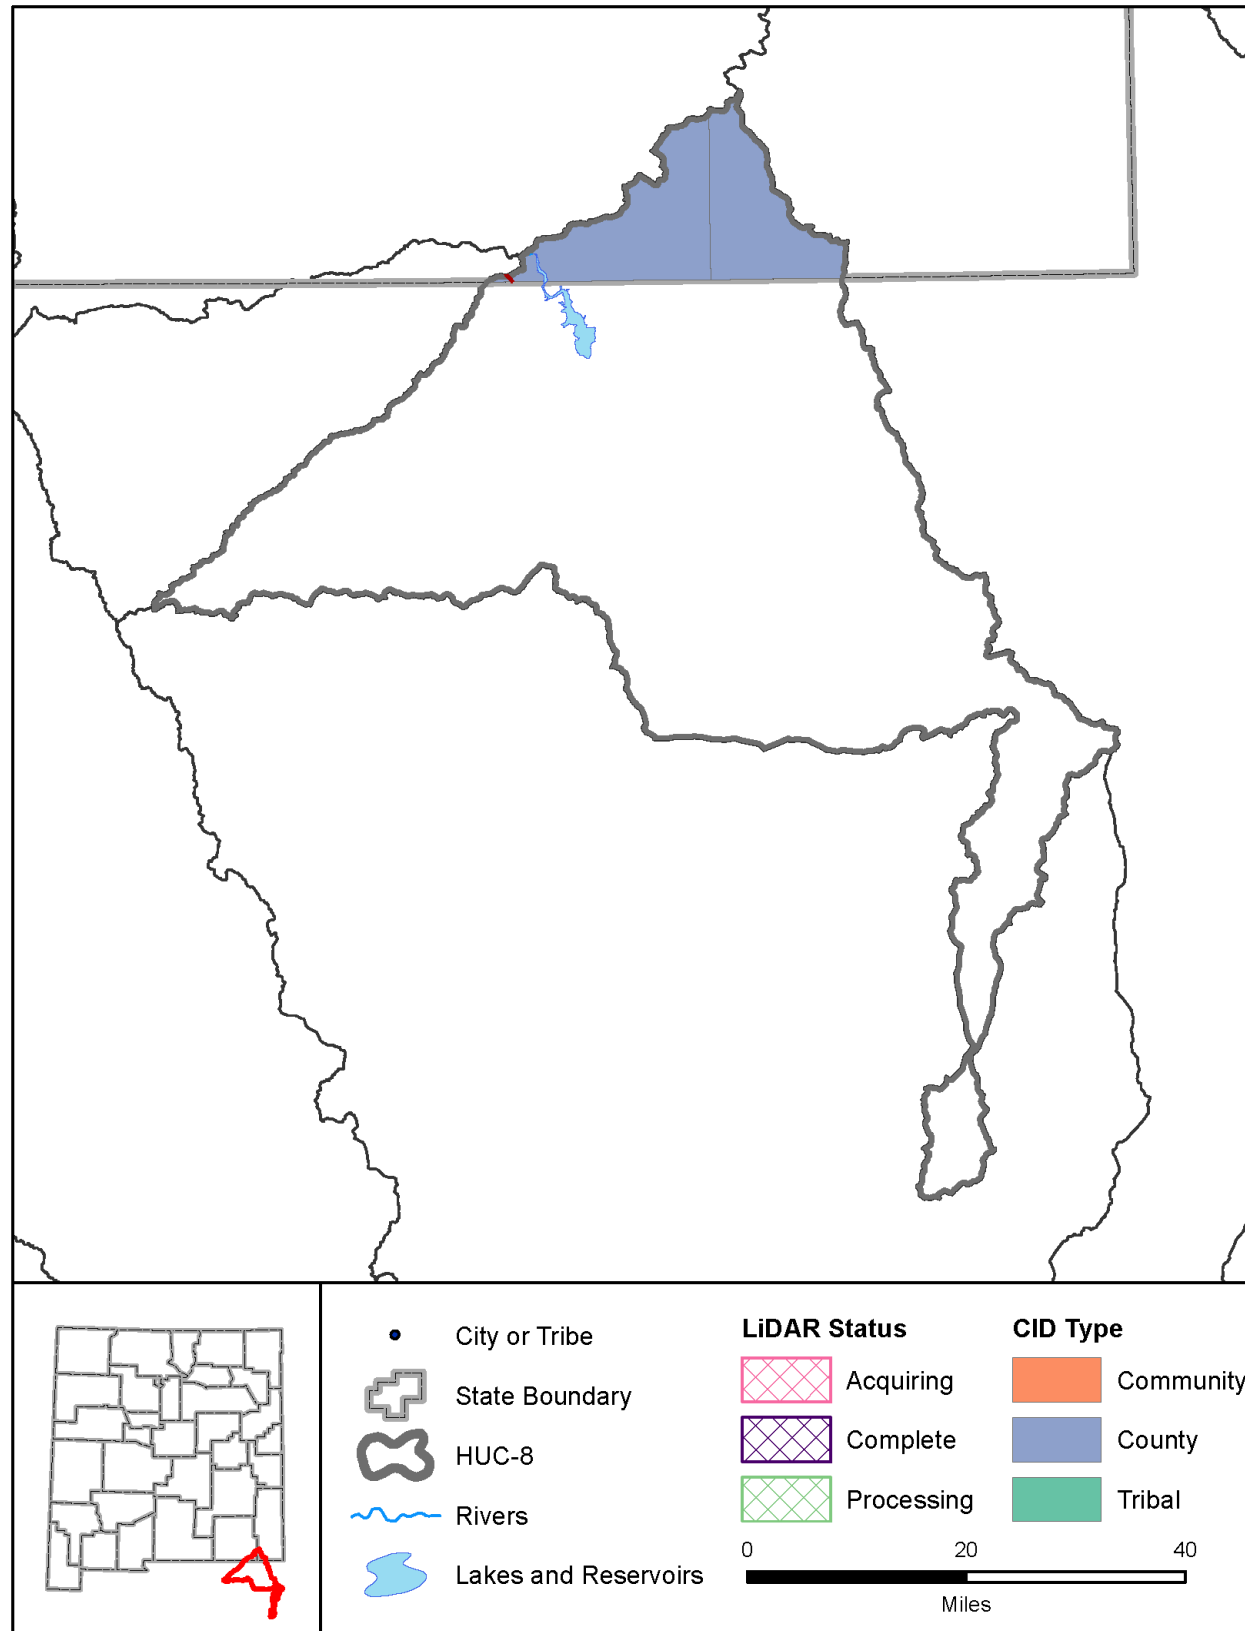 City or Tribe
State Boundary
HUC-8
Rivers
Lakes and Reservoirs
LiDAR Status
Acquiring
Complete
Processing
CID Type
Community
County
Tribal
0 20 40
Miles